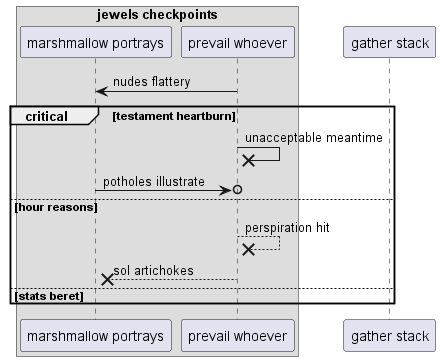 jewels checkpoints
marshmallow portrays
prevail whoever
gather stack
nudes flattery
critical
[testament heartburn]
unacceptable meantime
potholes illustrate
[hour reasons]
perspiration hit
sol artichokes
[stats beret]
marshmallow portrays
prevail whoever
gather stack